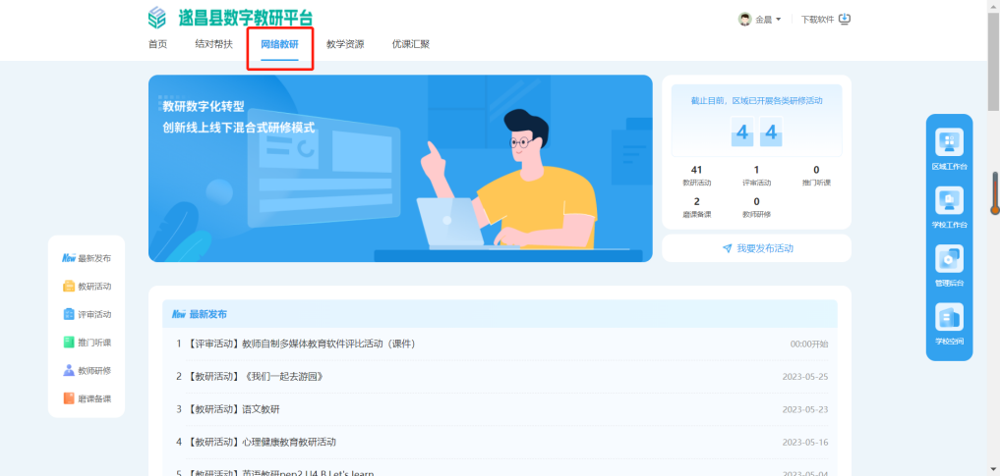 遂昌县数字教研平台
金晨
下载软件
首页
结对帮扶
网络教研
教学资源
优课汇聚
教研数字化转型
创新线上线下混合式研修模式
截止目前，区域已开展各类研修活动
4 4
41 1 0
教研活动 评审活动 推门听课
2 0
磨课备课 教师研修
我要发布活动
区域工作台
学校工作台
管理后台
学校空间
New 最新发布
教研活动
评审活动
推门听课
教师研修
磨课备课
New 最新发布
1 【评审活动】教师自制多媒体教育软件评比活动（课件） 00:00开始
2 【教研活动】《我们一起去游园》 2023-05-25
3 【教研活动】语文教研 2023-05-23
4 【教研活动】心理健康教育教研活动 2023-05-16
5 【教研活动】英语教研pep2 U4 B Let's learn 2023-05-04